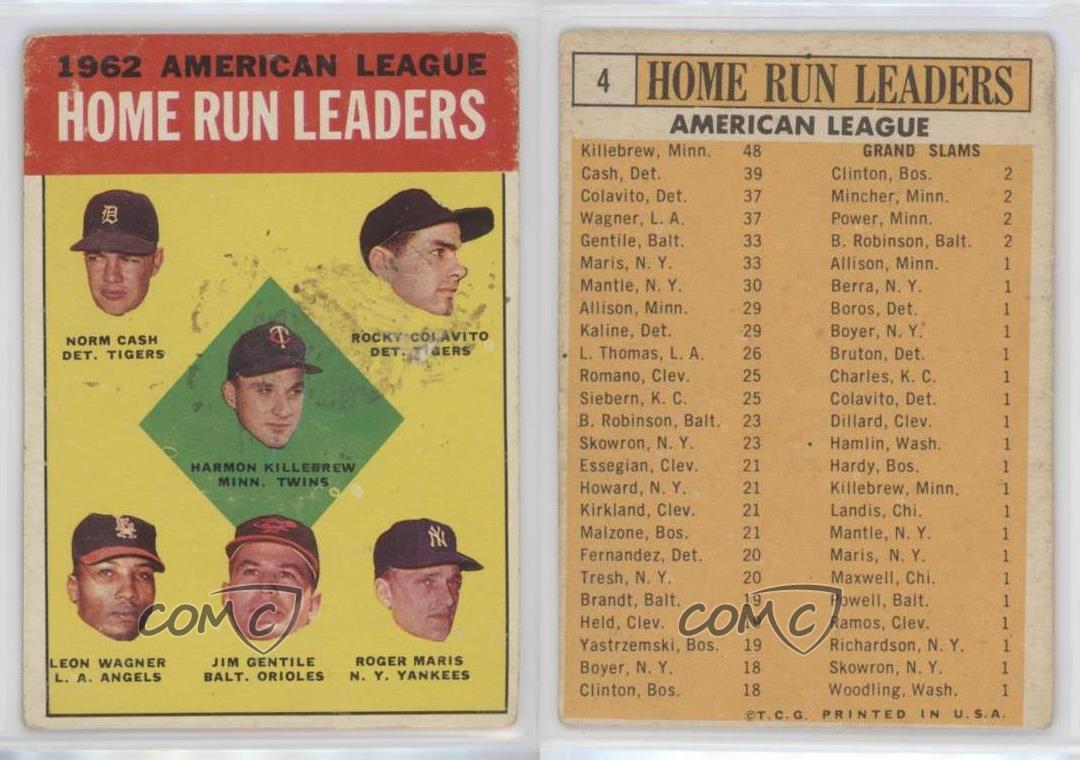 1962 AMERICAN LEAGUE
HOME RUN LEADERS
D
NORM CASH
DET. TIGERS
ROCKY COLAVITO
DET. TIGERS
TC
HARMON KILLEBREW
MINN. TWINS
LA
NY
LEON WAGNER
L. A. ANGELS
JIM GENTILE
BALT. ORIOLES
ROGER MARIS
N. Y. YANKEES
COMC
4 HOME RUN LEADERS
AMERICAN LEAGUE
Killebrew, Minn. 48
Cash, Det. 39
Colavito, Det. 37
Wagner, L. A. 37
Gentile, Balt. 33
Maris, N. Y. 33
Mantle, N. Y. 30
Allison, Minn. 29
Kaline, Det. 29
L. Thomas, L. A. 26
Romano, Clev. 25
Siebern, K. C. 25
B. Robinson, Balt. 23
Skowron, N. Y. 23
Essegian, Clev. 21
Howard, N. Y. 21
Kirkland, Clev. 21
Malzone, Bos. 21
Fernandez, Det. 20
Tresh, N. Y. 20
Brandt, Balt. 19
Held, Clev.
Yastrzemski, Bos. 19
Boyer, N. Y. 18
Clinton, Bos. 18
GRAND SLAMS
Clinton, Bos. 2
Mincher, Minn. 2
Power, Minn. 2
B. Robinson, Balt. 2
Allison, Minn. 1
Berra, N. Y. 1
Boros, Det. 1
Boyer, N. Y. 1
Bruton, Det. 1
Charles, K. C. 1
Colavito, Det. 1
Dillard, Clev. 1
Hamlin, Wash. 1
Hardy, Bos. 1
Killebrew, Minn. 1
Landis, Chi. 1
Mantle, N. Y. 1
Maris, N. Y. 1
Maxwell, Chi. 1
Powell, Balt. 1
Ramos, Clev. 1
Richardson, N. Y. 1
Skowron, N. Y. 1
Woodling, Wash. 1
COMC
©T.C.G. PRINTED IN U.S.A.